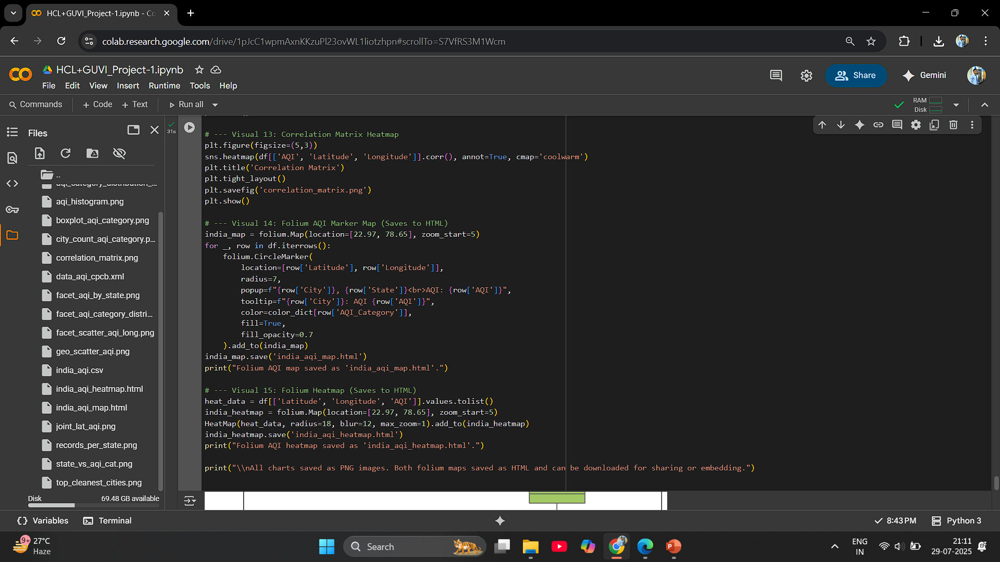 HCL+GUVI_Project-1.ipynb - Co
colab.research.google.com/drive/1pJcC1wpmAxnKKzuPl23ovWL1liotzhpn#scrollTo=S7VfRS3M1Wcm
HCL+GUVI_Project-1.ipynb
File Edit View Insert Runtime Tools Help
Share
Gemini
Commands + Code + Text Run all
RAM
Disk
Files
31s
..
aqi_histogram.png
boxplot_aqi_category.png
city_count_aqi_category.p...
correlation_matrix.png
data_aqi_cpcb.xml
facet_aqi_by_state.png
facet_aqi_category_distri...
facet_scatter_aqi_long.png
geo_scatter_aqi.png
india_aqi.csv
india_aqi_heatmap.html
india_aqi_map.html
joint_lat_aqi.png
records_per_state.png
state_vs_aqi_cat.png
top_cleanest_cities.png
Disk 69.48 GB available
# --- Visual 13: Correlation Matrix Heatmap
plt.figure(figsize=(5,3))
sns.heatmap(df[['AQI', 'Latitude', 'Longitude']].corr(), annot=True, cmap='coolwarm')
plt.title('Correlation Matrix')
plt.tight_layout()
plt.savefig('correlation_matrix.png')
plt.show()
# --- Visual 14: Folium AQI Marker Map (Saves to HTML)
india_map = folium.Map(location=[22.97, 78.65], zoom_start=5)
for _, row in df.iterrows():
    folium.CircleMarker(
        location=[row['Latitude'], row['Longitude']],
        radius=7,
        popup=f"{row['City']}, {row['State']}<br>AQI: {row['AQI']}",
        tooltip=f"{row['City']}: AQI {row['AQI']}",
        color=color_dict[row['AQI_Category']],
        fill=True,
        fill_opacity=0.7
    ).add_to(india_map)
india_map.save('india_aqi_map.html')
print("Folium AQI map saved as 'india_aqi_map.html'.")
# --- Visual 15: Folium Heatmap (Saves to HTML)
heat_data = df[['Latitude', 'Longitude', 'AQI']].values.tolist()
india_heatmap = folium.Map(location=[22.97, 78.65], zoom_start=5)
HeatMap(heat_data, radius=18, blur=12, max_zoom=1).add_to(india_heatmap)
india_heatmap.save('india_aqi_heatmap.html')
print("Folium AQI heatmap saved as 'india_aqi_heatmap.html'.")
print("\\nAll charts saved as PNG images. Both folium maps saved as HTML and can be downloaded for sharing or embedding.")
{} Variables Terminal
8:43 PM Python 3
9+
27°C
Haze
Search
ENG
IN
21:11
29-07-2025